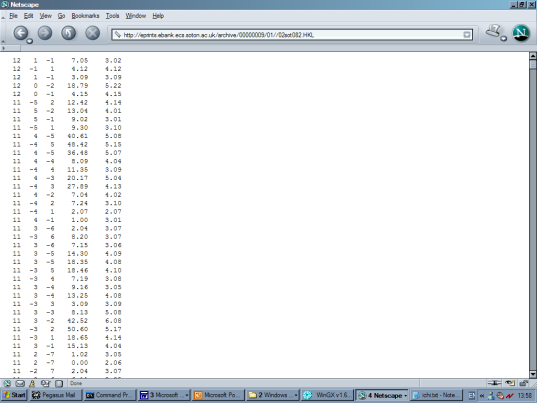 Netscape
File Edit View Go Bookmarks Tools Window Help
http://eprints.ebank.ecs.soton.ac.uk/archive/00000009/01//02sot082.HKL
12 1 -1 7.05 3.02
12 -1 1 4.12 4.12
12 1 -1 3.09 3.09
12 0 -2 18.79 5.22
12 0 -1 4.15 4.15
11 -5 2 12.42 4.14
11 5 -2 13.04 4.01
11 5 -1 9.02 3.01
11 -5 1 9.30 3.10
11 4 -5 40.61 5.08
11 -4 5 48.42 5.15
11 -4 5 36.48 5.07
11 4 -4 8.09 4.04
11 -4 4 11.35 3.09
11 4 -3 20.17 5.04
11 -4 3 27.89 4.13
11 4 -2 7.04 4.02
11 -4 2 7.24 3.10
11 -4 1 2.07 2.07
11 4 -1 1.00 3.01
11 3 -6 2.04 3.07
11 -3 6 8.20 3.07
11 3 -6 7.15 3.06
11 3 -5 14.30 4.09
11 3 -5 18.35 4.08
11 -3 5 18.46 4.10
11 -3 4 7.19 3.08
11 3 -4 9.16 3.05
11 3 -4 13.25 4.08
11 -3 3 3.09 3.09
11 3 -3 8.13 5.08
11 3 -2 42.52 6.08
11 -3 2 50.60 5.17
11 -3 1 18.65 4.14
11 3 -1 15.13 4.04
11 2 -7 1.02 3.05
11 2 -7 0.00 2.06
11 -2 7 2.04 3.07
Done
Start Pegasus Mail Command Pr... 3 Microsoft ... Microsoft Po... 2 Windows ... WinGX v1.6... 4 Netscape ichi.txt - Note... 13:58